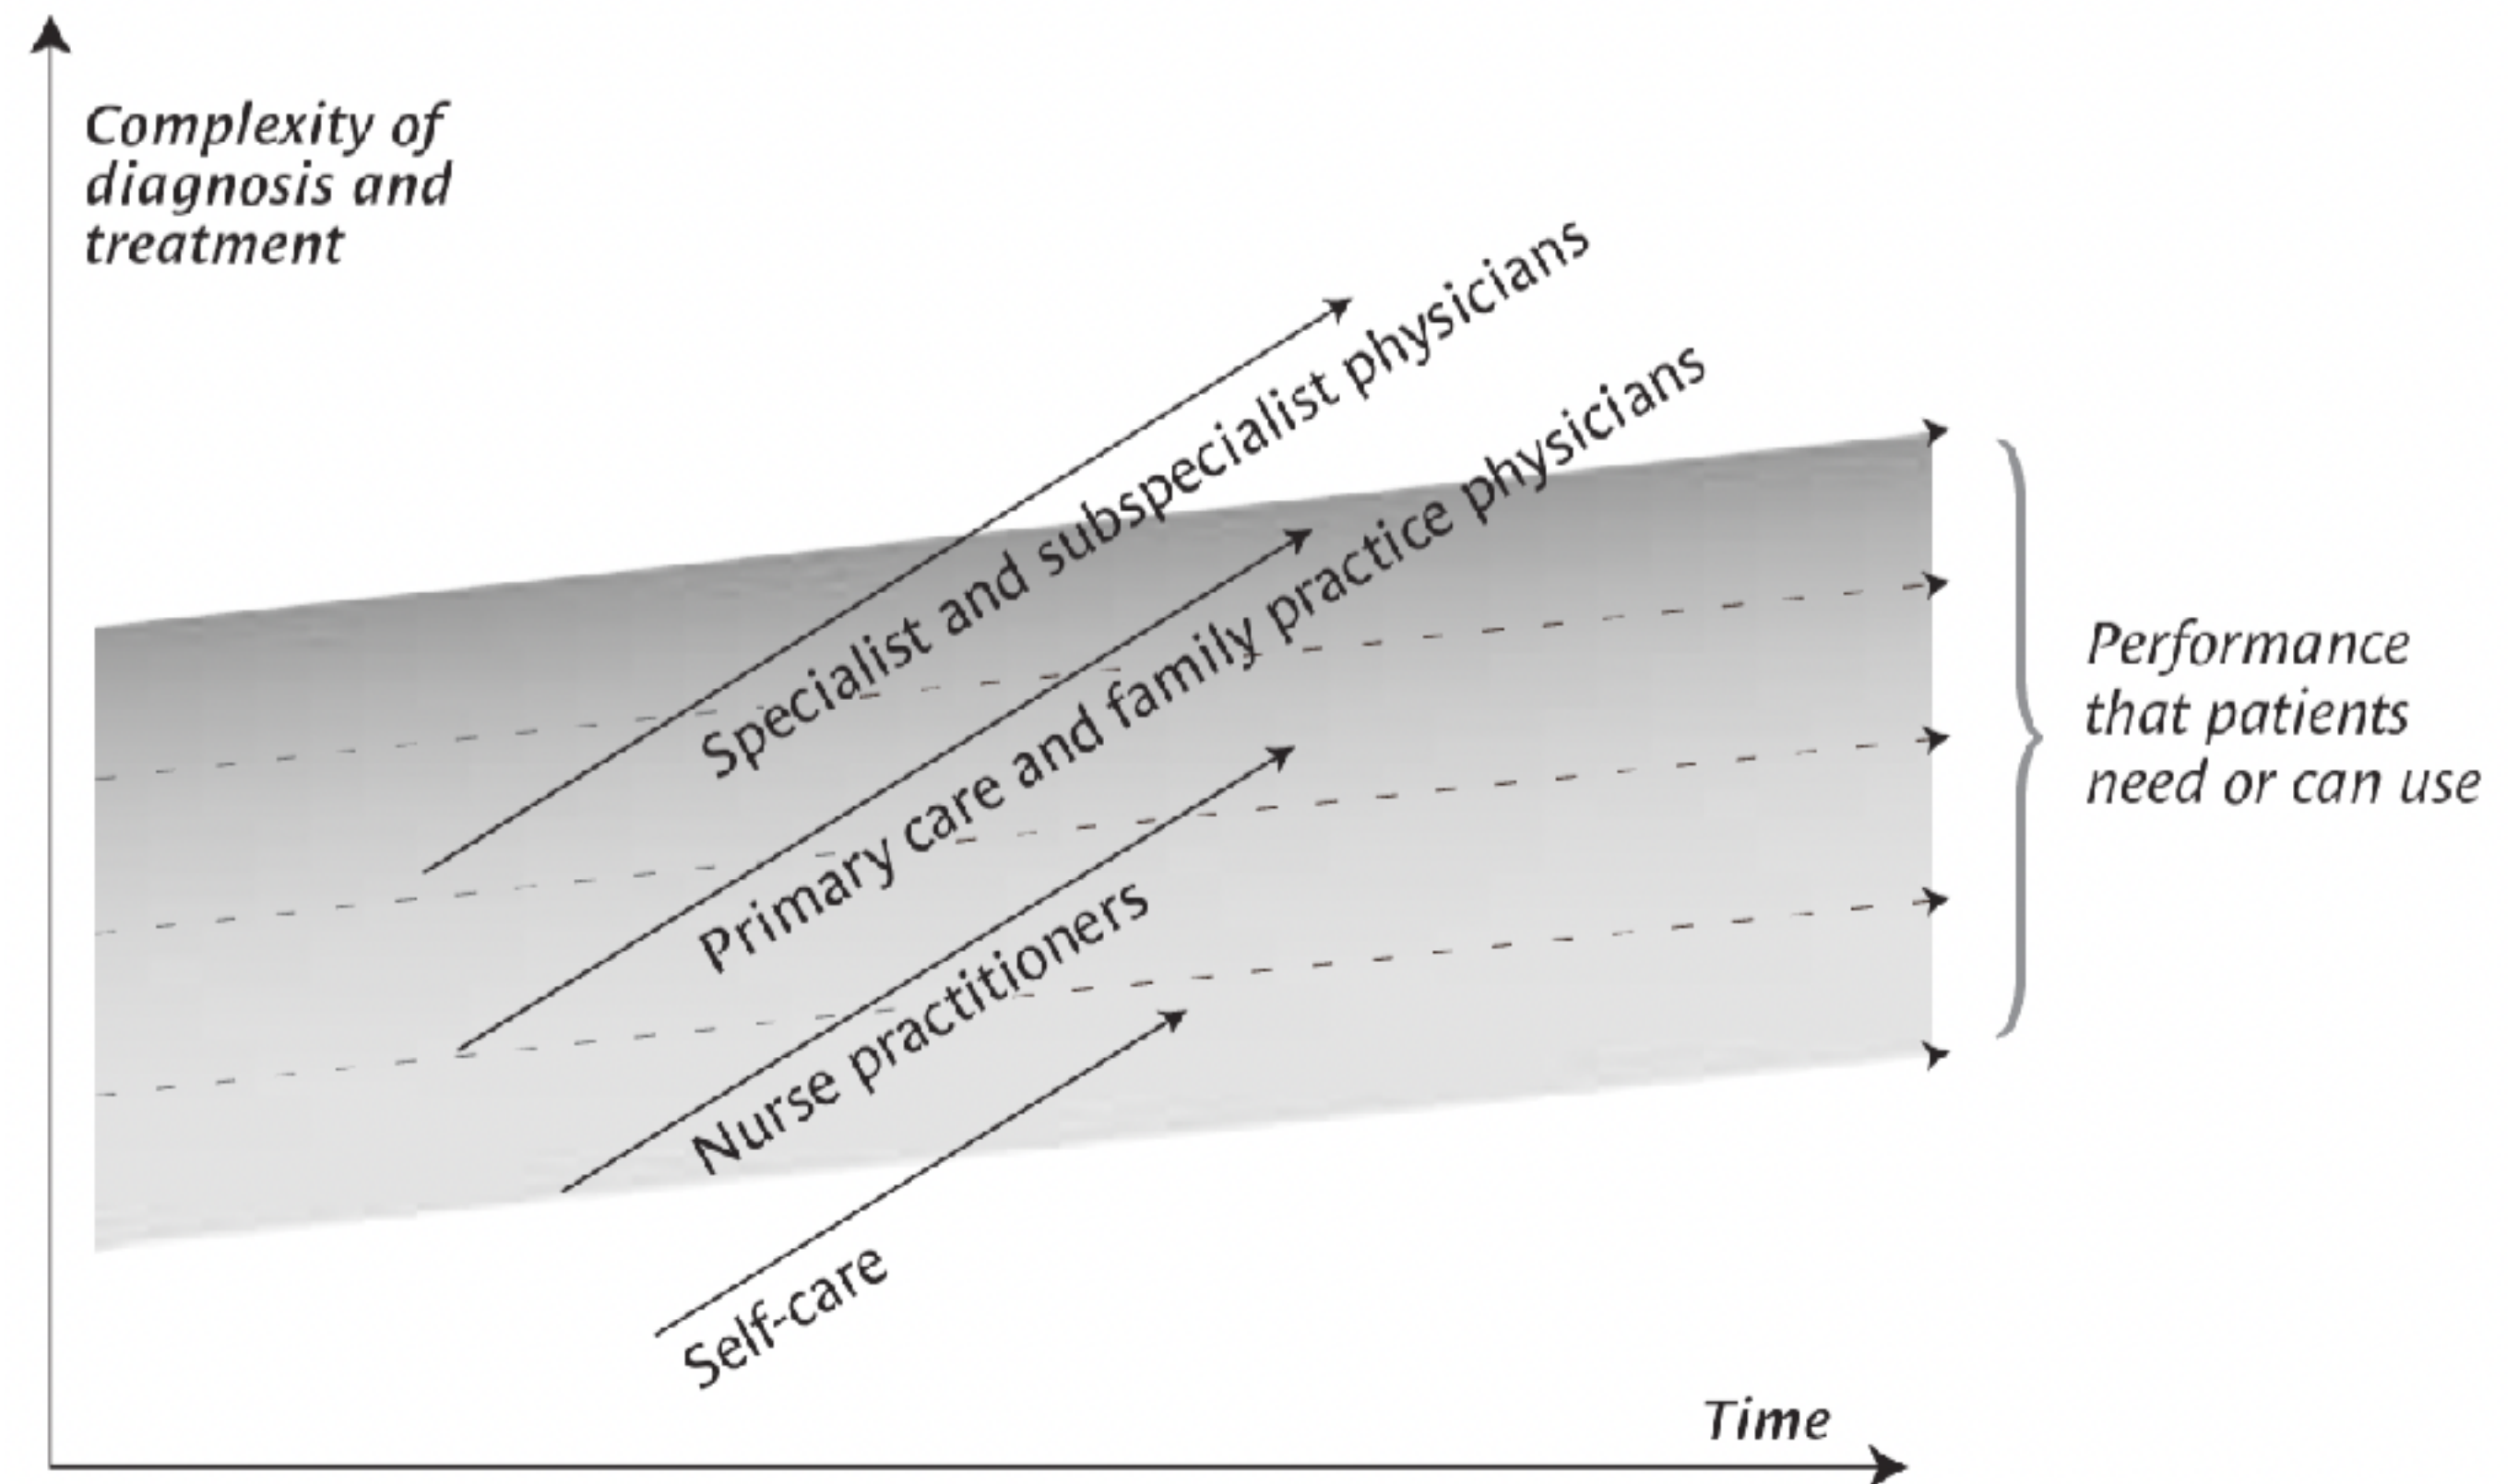 Complexity of
diagnosis and
treatment
Specialist and subspecialist physicians
Primary care and family practice physicians
Nurse practitioners
Self-care
Performance
that patients
need or can use
Time